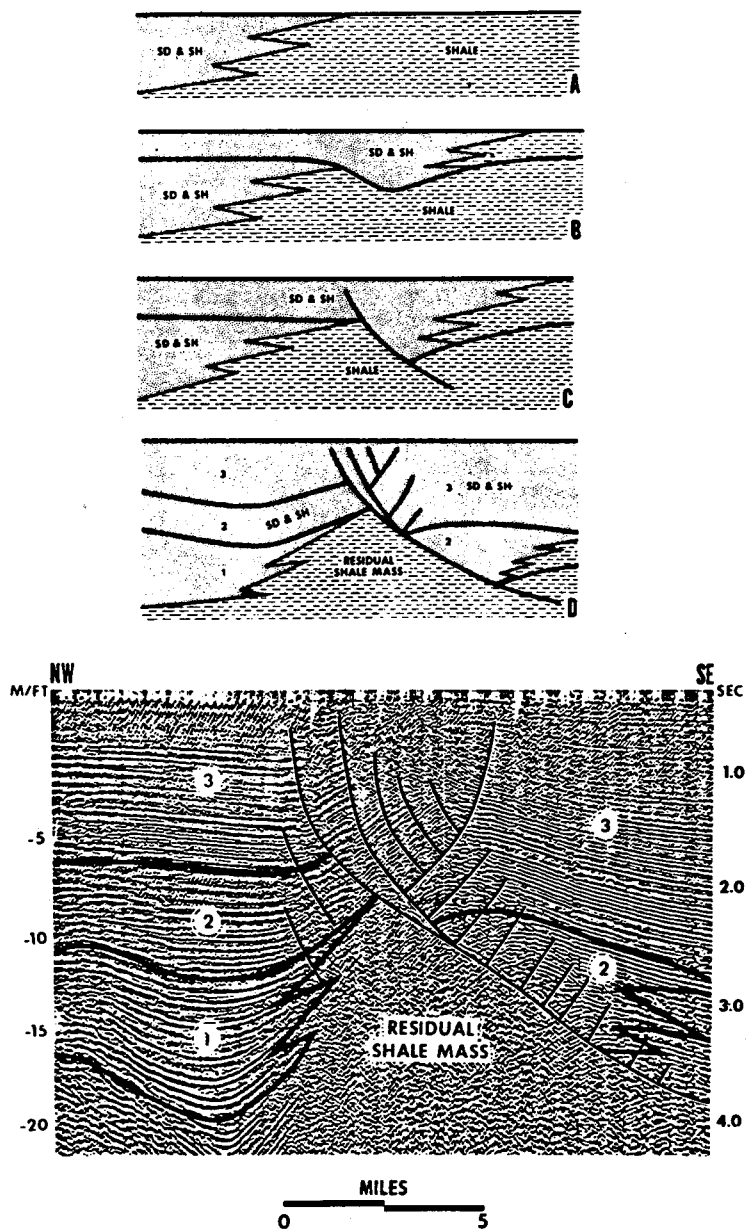 SD & SH SHALE
A
SD & SH
SD & SH
SHALE
B
SD & SH
SD & SH
SHALE
C
3 3 SD & SH
2 SD & SH 2
1 RESIDUAL
SHALE MASS
D
NW SE
M/FT SEC
3 1.0
-5 3
2.0
2
-10 2
3.0
-15 1 RESIDUAL
SHALE MASS
-20 4.0
MILES
0 5